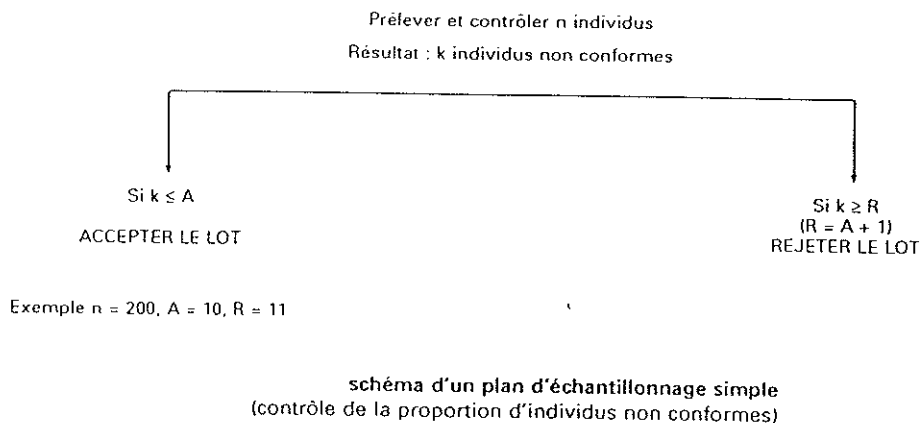 Prélever et contrôler n individus
Résultat : k individus non conformes
Si k ≤ A
ACCEPTER LE LOT
Si k ≥ R
(R = A + 1)
REJETER LE LOT
Exemple n = 200, A = 10, R = 11
schéma d'un plan d'échantillonnage simple
(contrôle de la proportion d'individus non conformes)